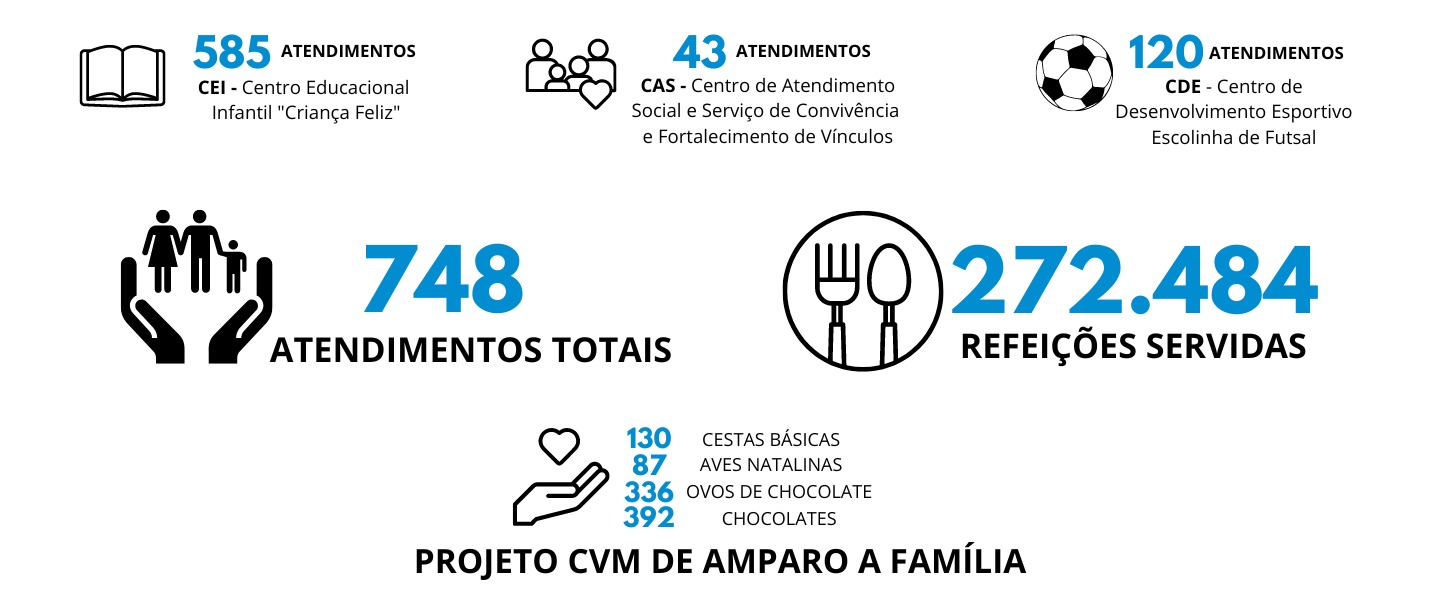 585 ATENDIMENTOS
CEI - Centro Educacional
Infantil "Criança Feliz"
43 ATENDIMENTOS
CAS - Centro de Atendimento
Social e Serviço de Convivência
e Fortalecimento de Vínculos
120 ATENDIMENTOS
CDE - Centro de
Desenvolvimento Esportivo
Escolinha de Futsal
748
ATENDIMENTOS TOTAIS
272.484
REFEIÇÕES SERVIDAS
130 CESTAS BÁSICAS
87 AVES NATALINAS
336 OVOS DE CHOCOLATE
392 CHOCOLATES
PROJETO CVM DE AMPARO A FAMÍLIA